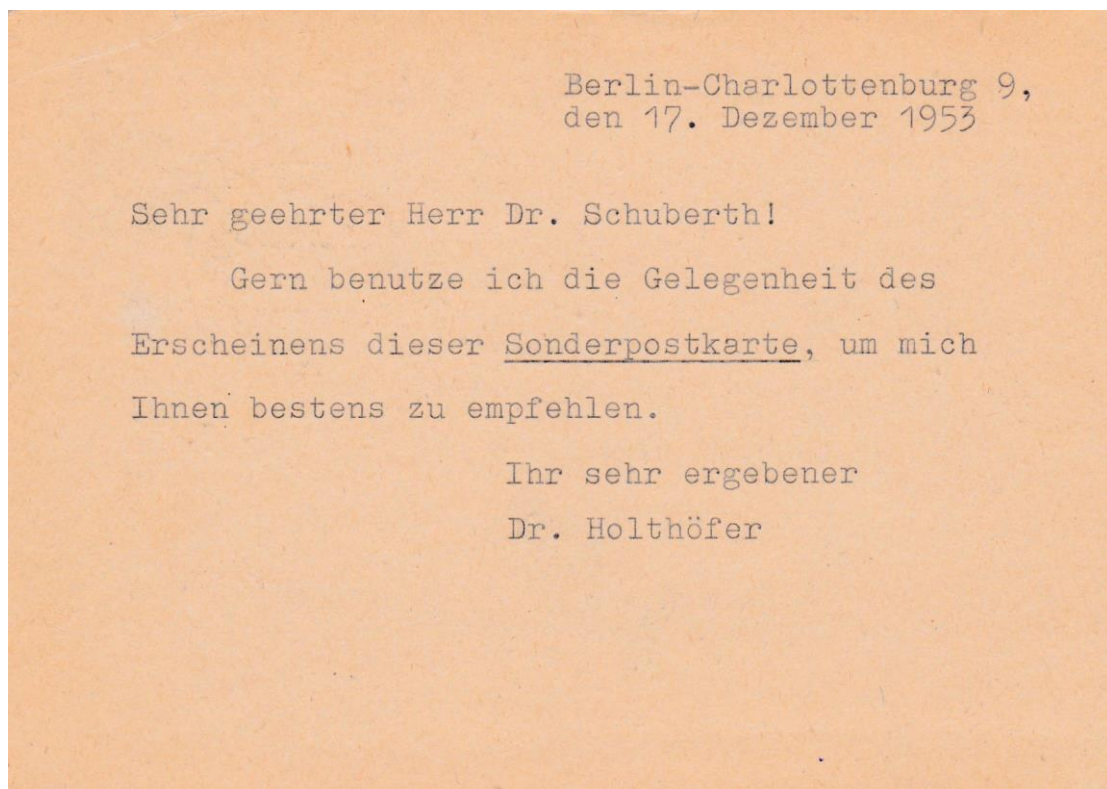 Berlin-Charlottenburg 9,
den 17. Dezember 1953
Sehr geehrter Herr Dr. Schuberth!
Gern benutze ich die Gelegenheit des
Erscheinens dieser Sonderpostkarte, um mich
Ihnen bestens zu empfehlen.
Ihr sehr ergebener
Dr. Holthöfer